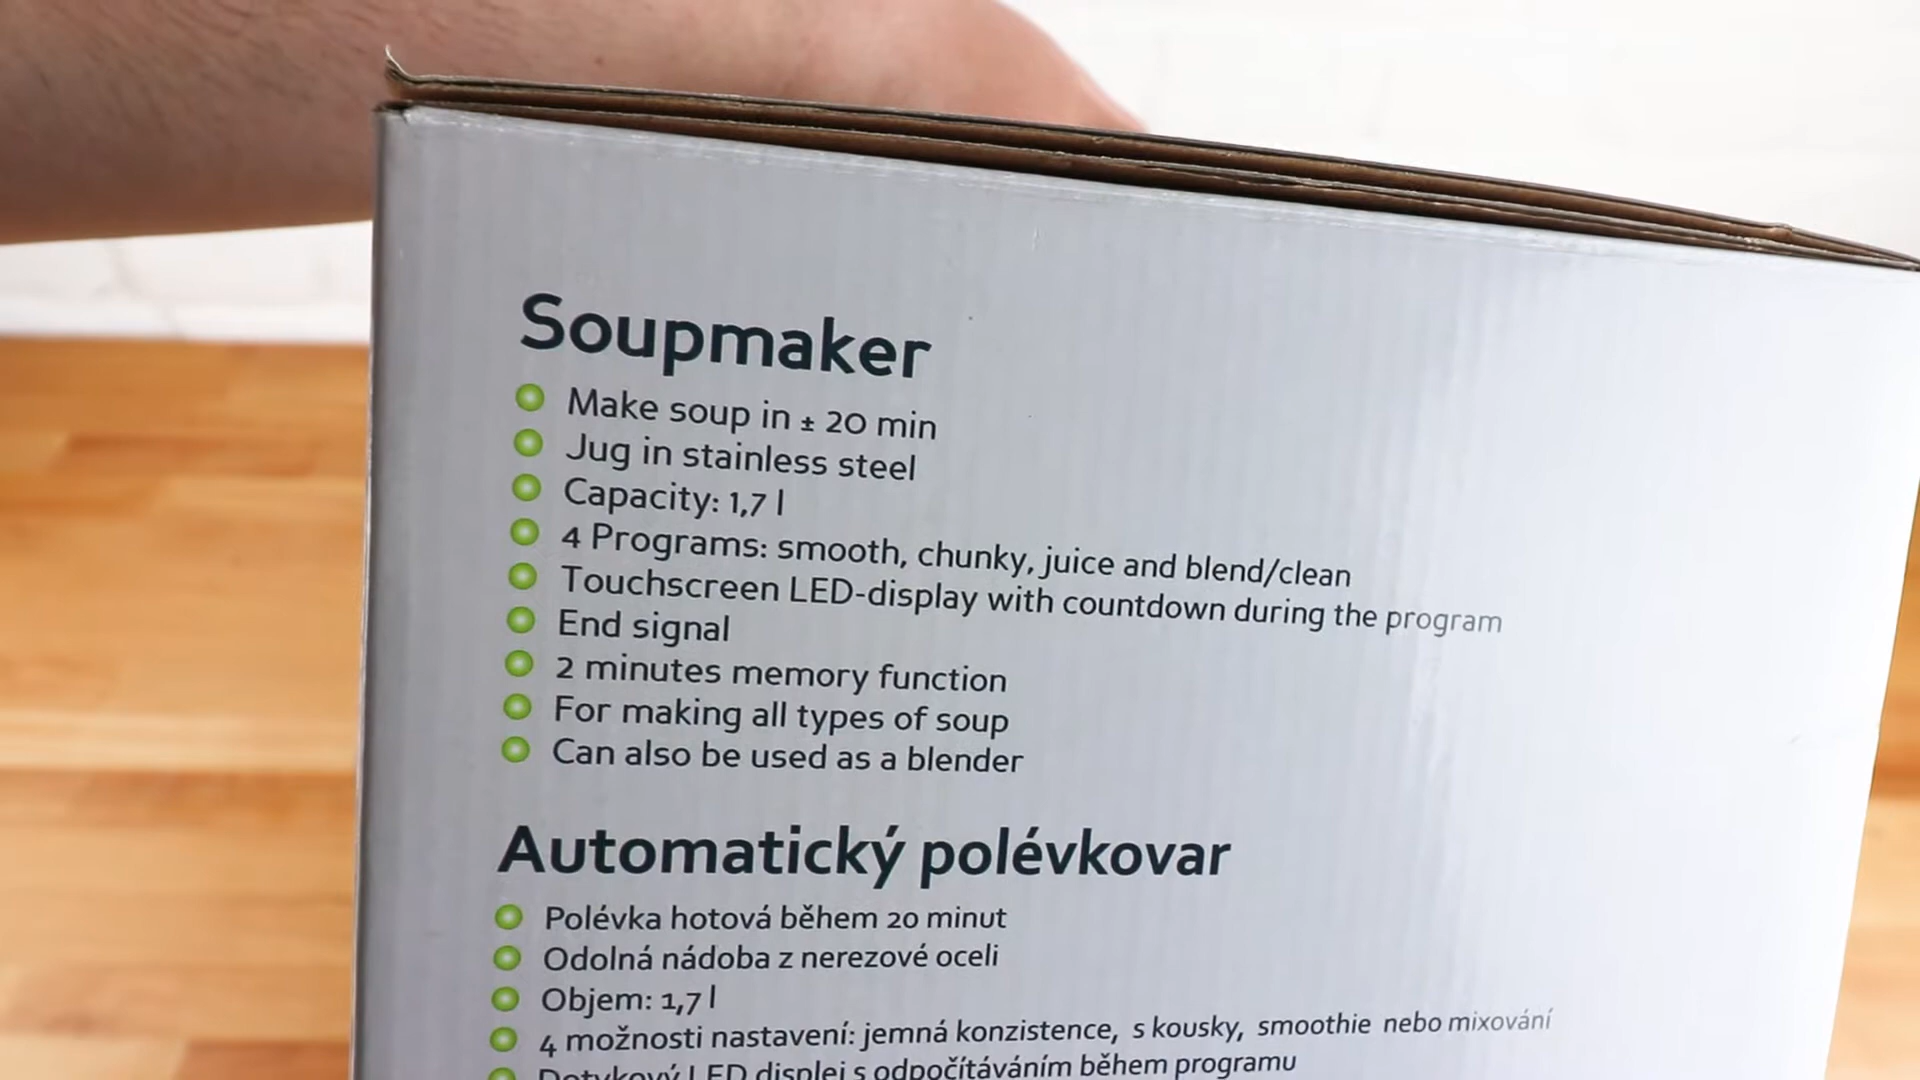 Soupmaker
Make soup in ± 20 min
Jug in stainless steel
Capacity: 1,7 l
4 Programs: smooth, chunky, juice and blend/clean
Touchscreen LED-display with countdown during the program
End signal
2 minutes memory function
For making all types of soup
Can also be used as a blender
Automatický polévkovar
Polévka hotová během 20 minut
Odolná nádoba z nerezové oceli
Objem: 1,7 l
4 možnosti nastavení: jemná konzistence, s kousky, smoothie nebo mixování
Dotykový LED displej s odpočítáváním během programu